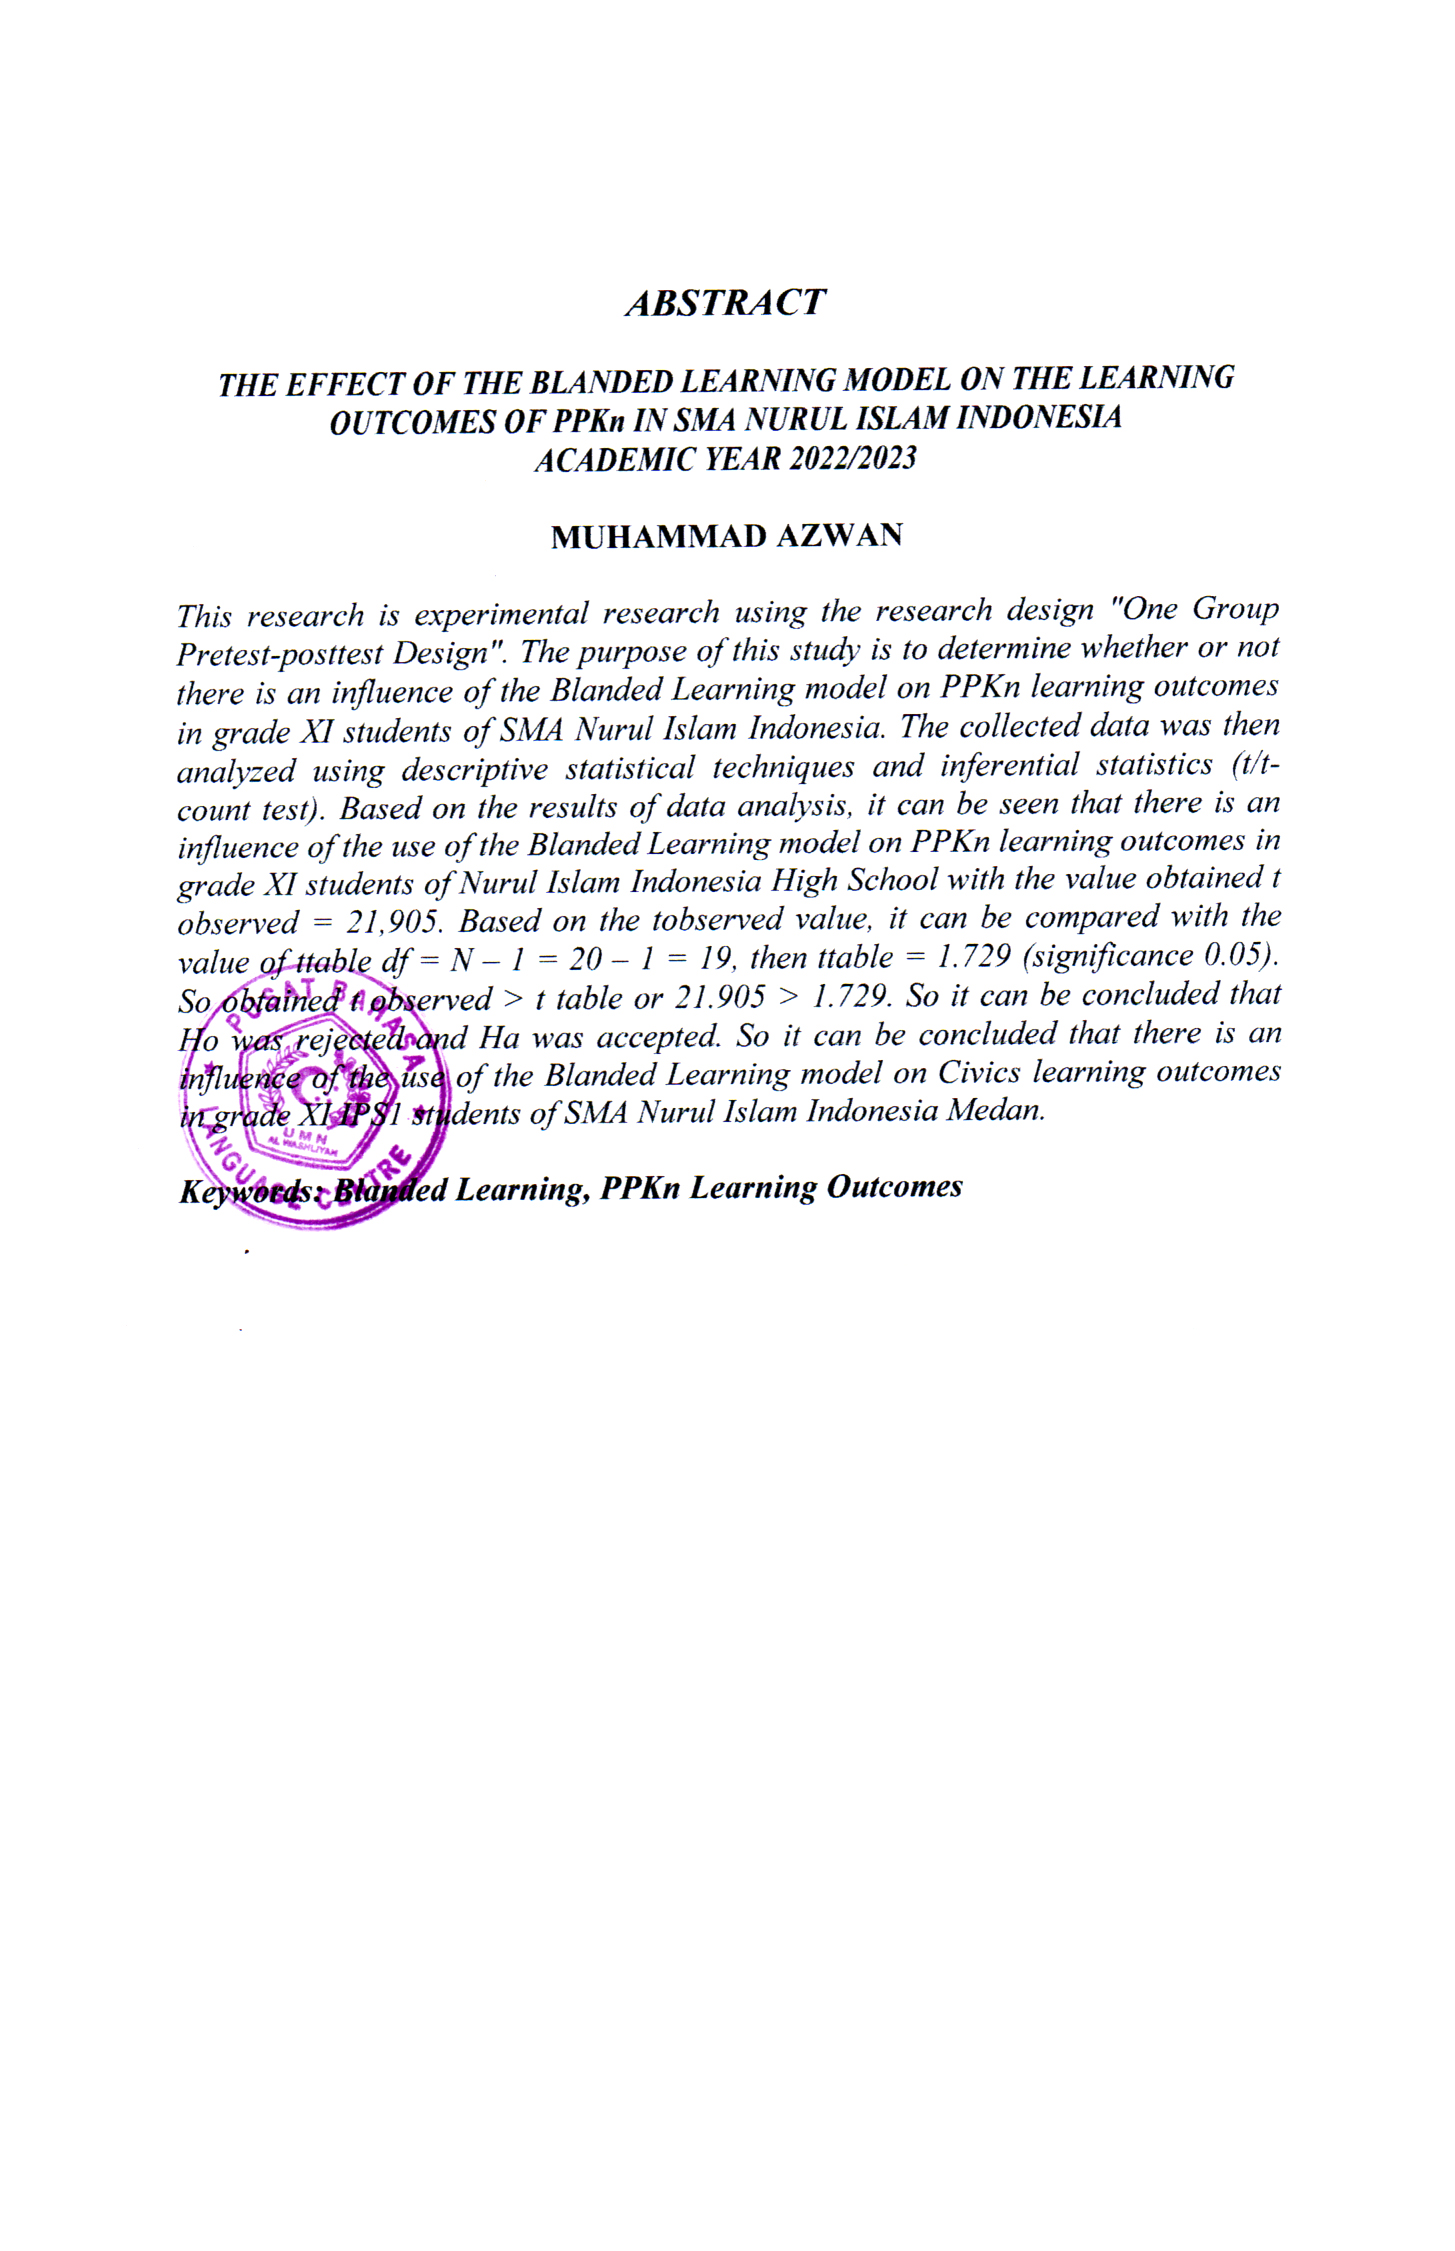 ABSTRACT
THE EFFECT OF THE BLANDED LEARNING MODEL ON THE LEARNING
OUTCOMES OF PPKn IN SMA NURUL ISLAM INDONESIA
ACADEMIC YEAR 2022/2023
MUHAMMAD AZWAN
This research is experimental research using the research design "One Group
Pretest-posttest Design". The purpose of this study is to determine whether or not
there is an influence of the Blanded Learning model on PPKn learning outcomes
in grade XI students of SMA Nurul Islam Indonesia. The collected data was then
analyzed using descriptive statistical techniques and inferential statistics (t/t-
count test). Based on the results of data analysis, it can be seen that there is an
influence of the use of the Blanded Learning model on PPKn learning outcomes in
grade XI students of Nurul Islam Indonesia High School with the value obtained t
observed = 21,905. Based on the tobserved value, it can be compared with the
value of ttable df = N – 1 = 20 – 1 = 19, then ttable = 1.729 (significance 0.05).
So obtained t observed > t table or 21.905 > 1.729. So it can be concluded that
Ho was rejected and Ha was accepted. So it can be concluded that there is an
influence of the use of the Blanded Learning model on Civics learning outcomes
in grade XI IPS1 students of SMA Nurul Islam Indonesia Medan.
Keywords: Blanded Learning, PPKn Learning Outcomes
PUSAT BAHASA
UMN
AL WASHLIYAH
LANGUAGE CENTRE